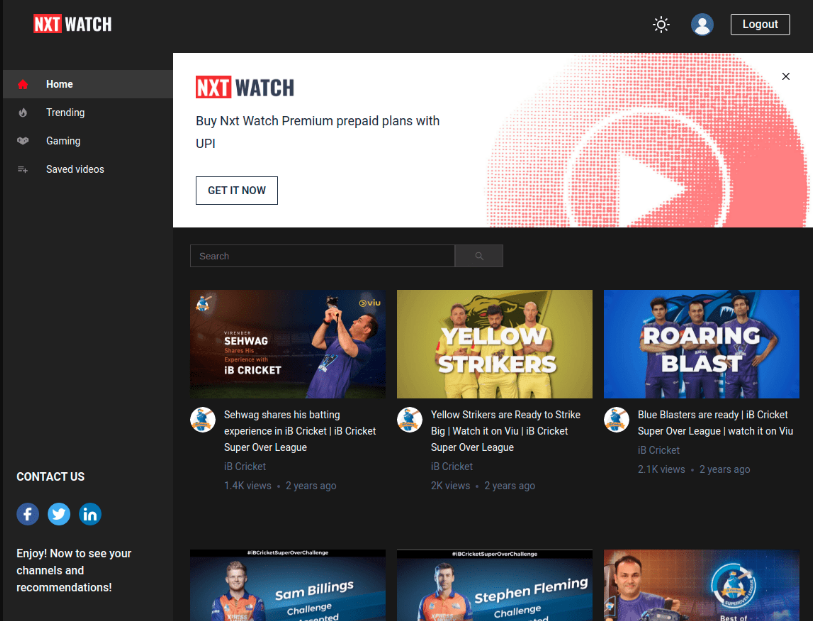 NXT WATCH
Logout
Home
Trending
Gaming
Saved videos
NXT WATCH
Buy Nxt Watch Premium prepaid plans with
UPI
GET IT NOW
Search
viu
VIRENDER
SEHWAG
Shares His
Experience with
iB CRICKET
YELLOW
STRIKERS
ROARING
BLAST
Sehwag shares his batting
experience in iB Cricket | iB Cricket
Super Over League
iB Cricket
1.4K views • 2 years ago
Yellow Strikers are Ready to Strike
Big | Watch it on Viu | iB Cricket
Super Over League
iB Cricket
2K views • 2 years ago
Blue Blasters are ready | iB Cricket
Super Over League | watch it on Viu
iB Cricket
2.1K views • 2 years ago
CONTACT US
Enjoy! Now to see your
channels and
recommendations!
#iBCricketSuperOverChallenge
Sam Billings
Challenge
#iBCricketSuperOverChallenge
Stephen Fleming
Challenge
Best of